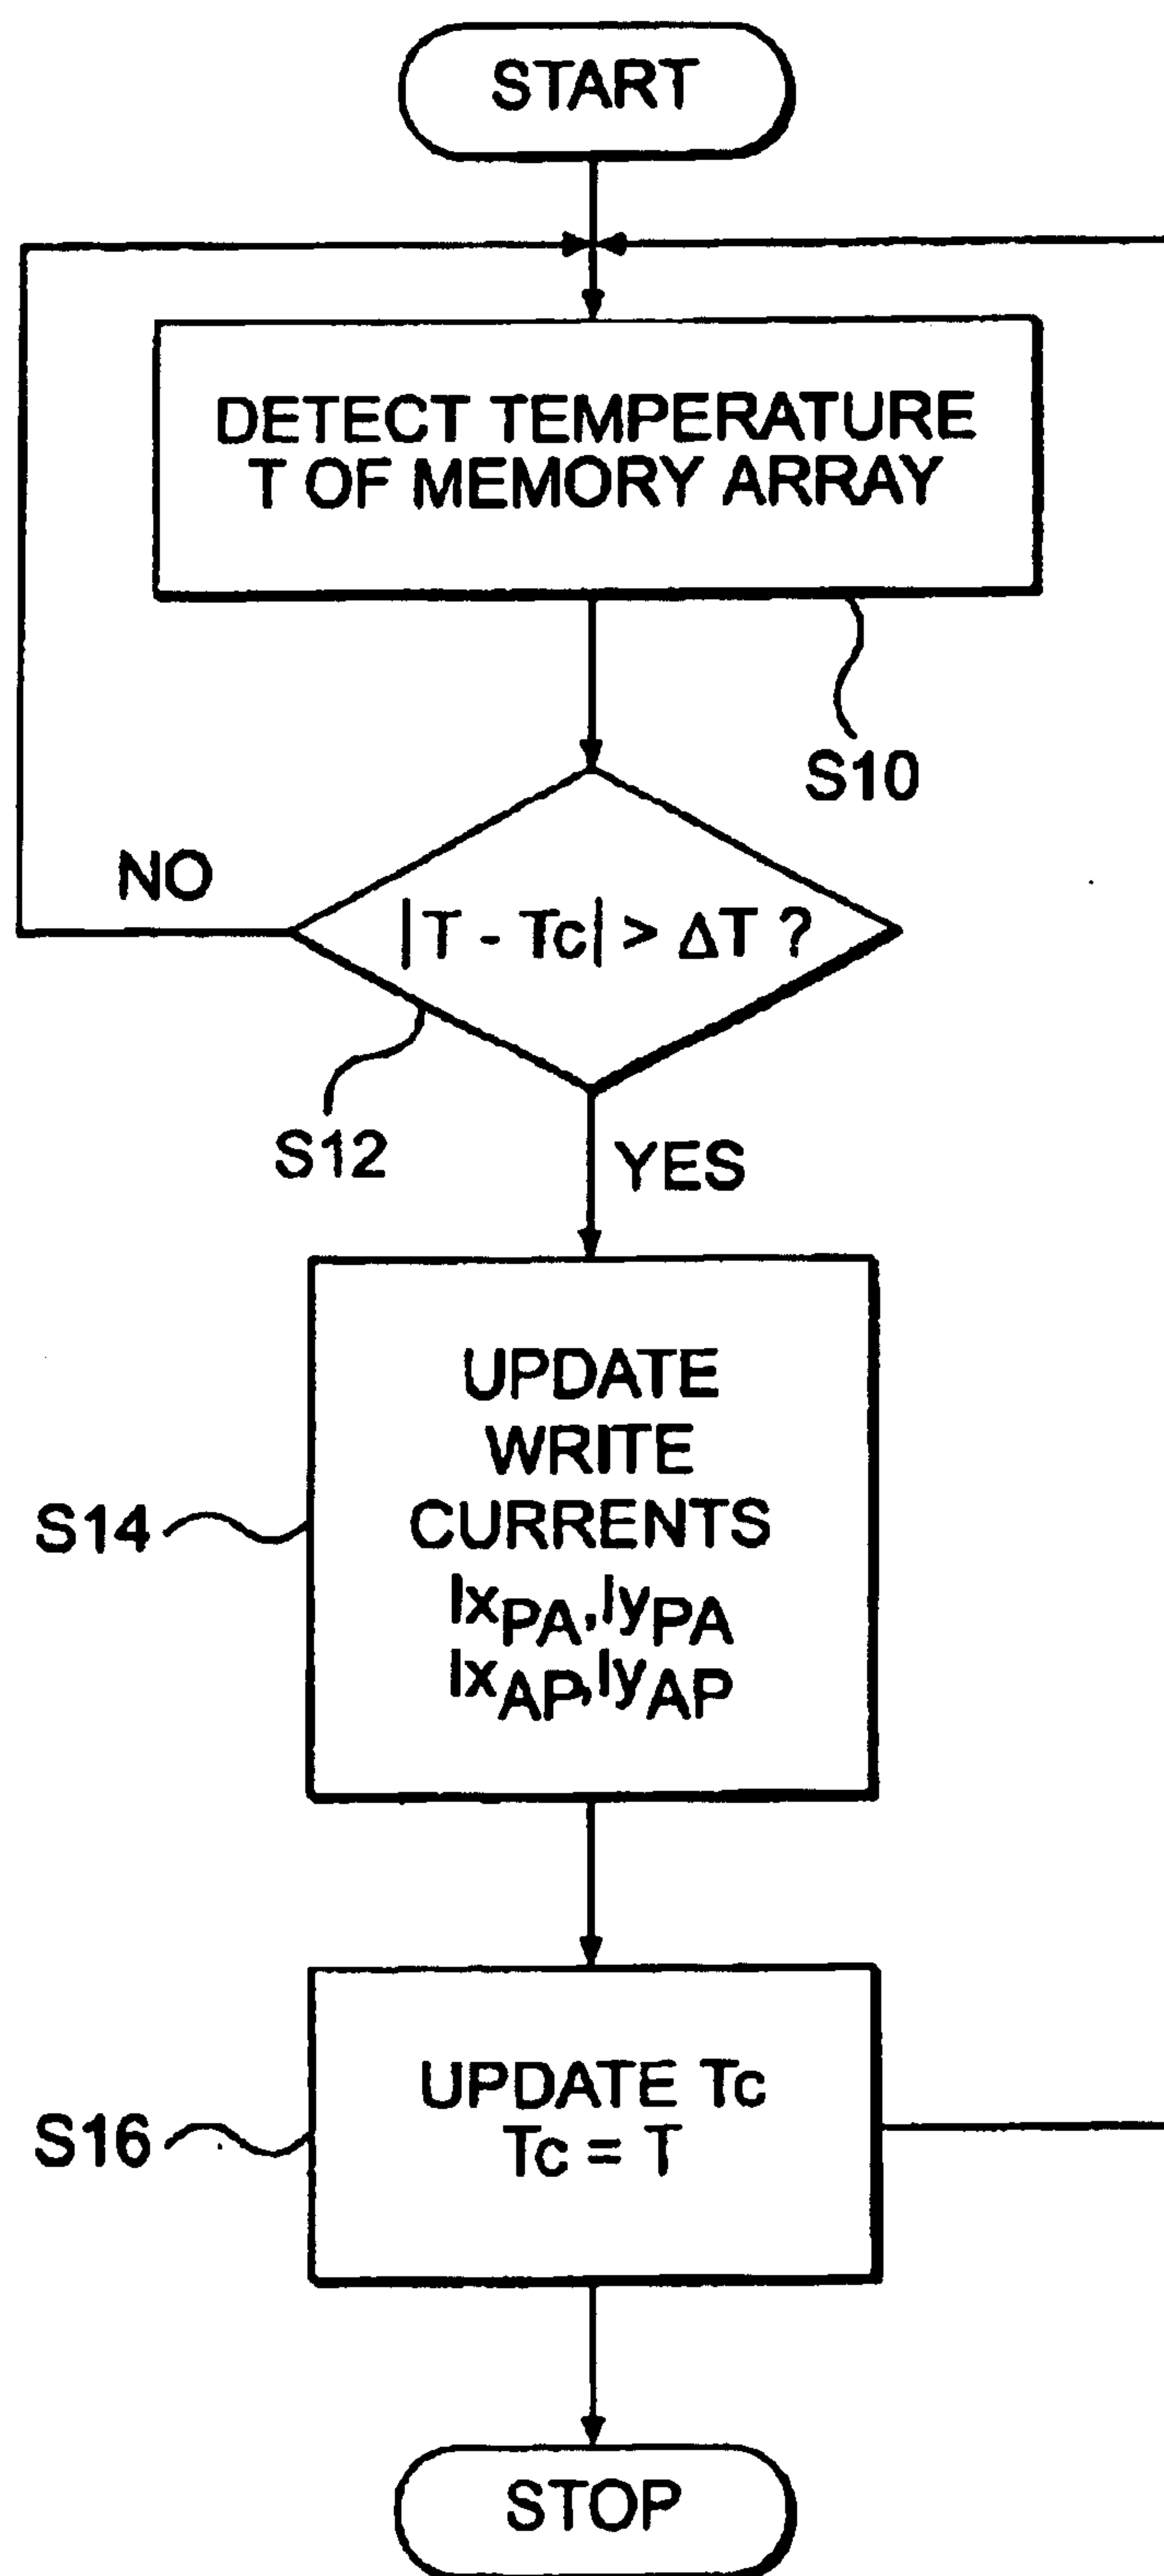 START
DETECT TEMPERATURE
T OF MEMORY ARRAY
S10
NO
|T - Tc| > ΔT ?
S12
YES
UPDATE
WRITE
CURRENTS
IxPA,IyPA
IxAP,IyAP
S14
UPDATE Tc
Tc = T
S16
STOP